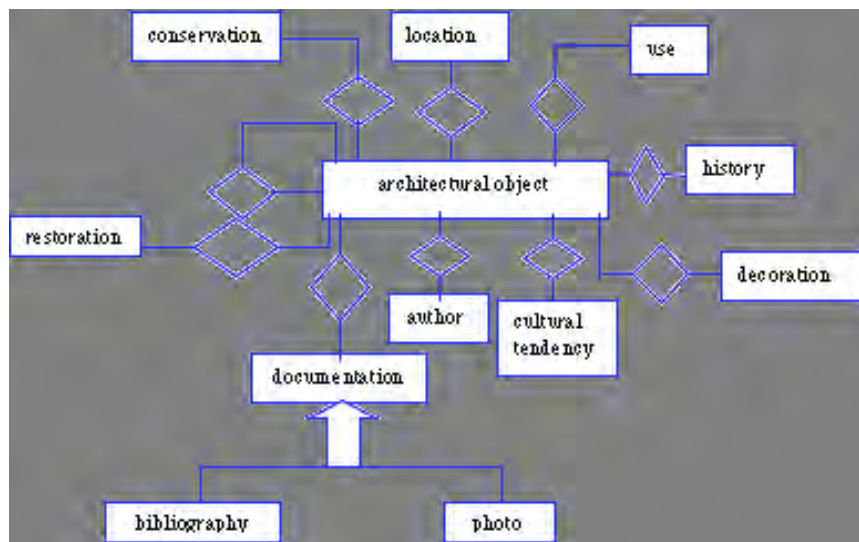 conservation
location
use
architectural object
history
restoration
decoration
author
cultural
tendency
documentation
bibliography
photo